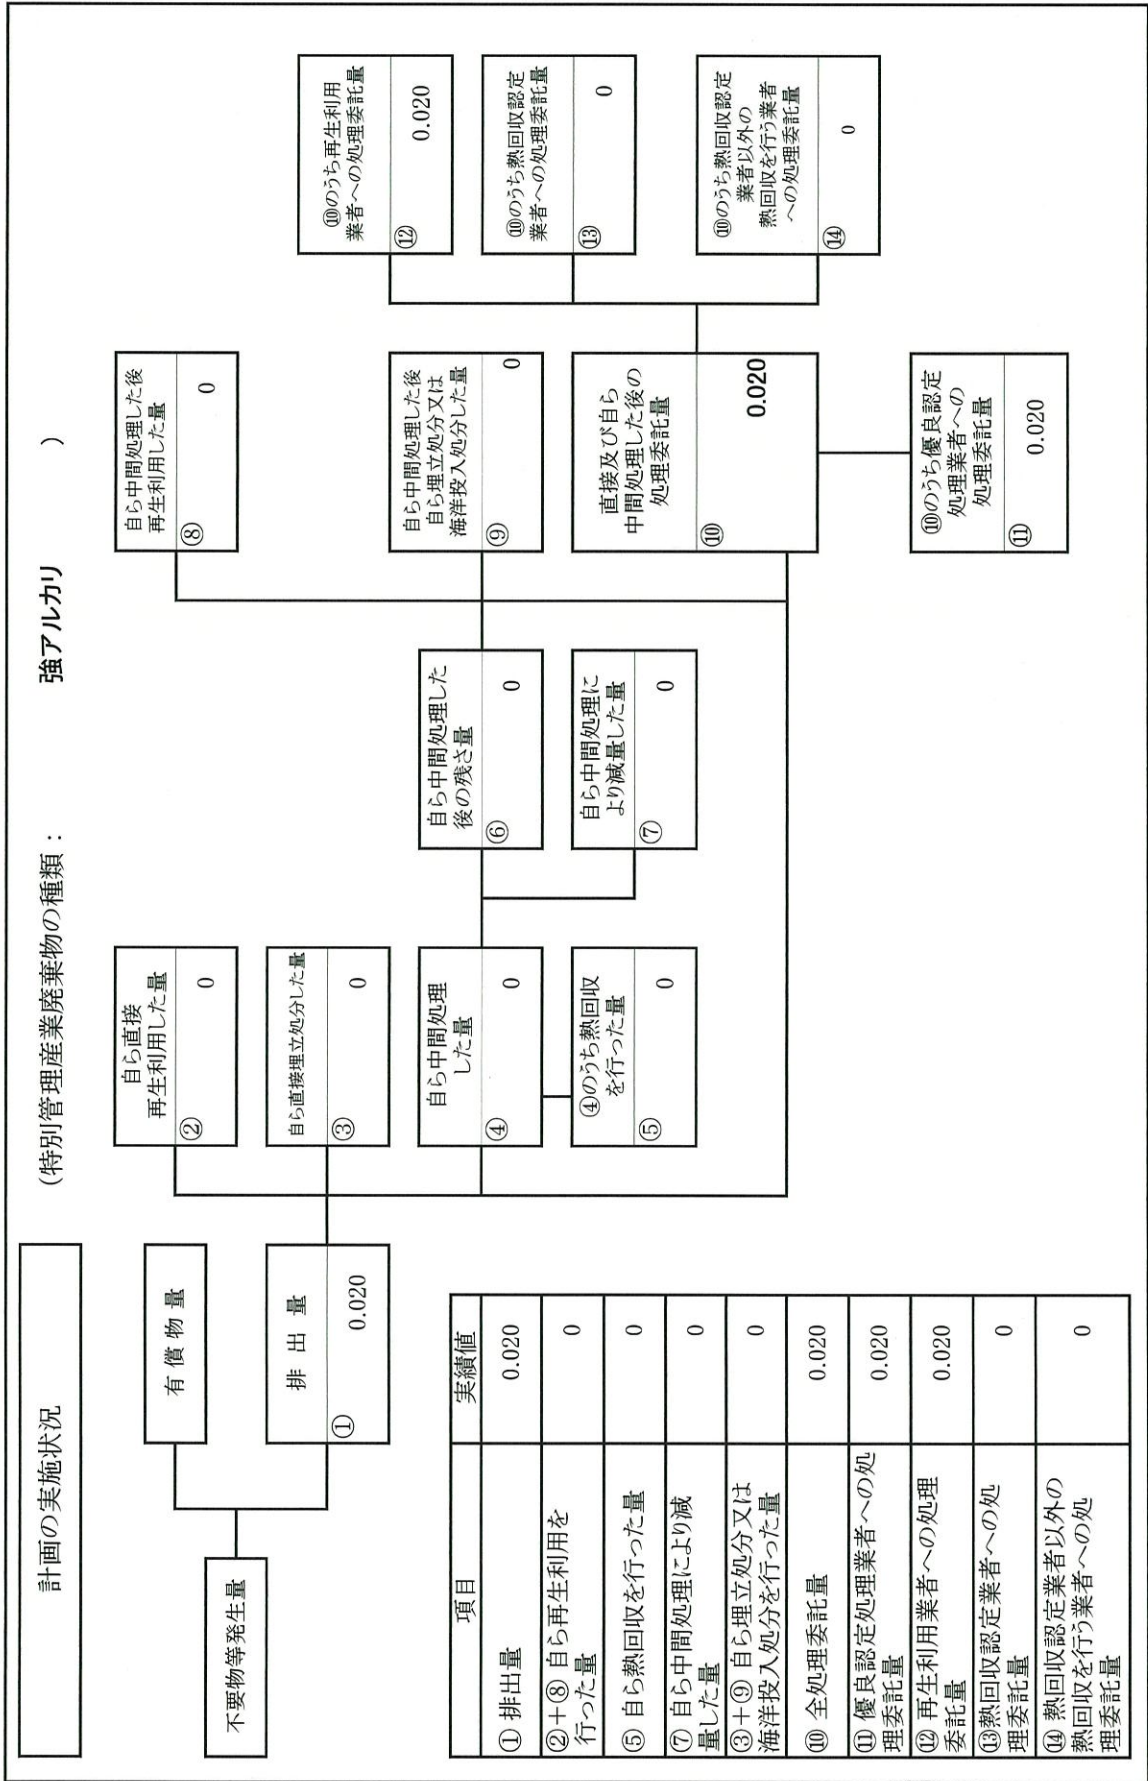 計画の実施状況
(特別管理産業廃棄物の種類：
強アルカリ
)
不要物等発生量
有 償 物 量
排 出 量
①
0.020
自ら直接
再生利用した量
②
0
自ら直接埋立処分した量
③
0
自ら中間処理
した量
④
0
④のうち熱回収
を行った量
⑤
0
自ら中間処理した
後の残さ量
⑥
0
自ら中間処理に
より減量した量
⑦
0
自ら中間処理した後
再生利用した量
⑧
0
自ら中間処理した後
自ら埋立処分又は
海洋投入処分した量
⑨
0
直接及び自ら
中間処理した後の
処理委託量
⑩
0.020
⑩のうち優良認定
処理業者への
処理委託量
⑪
0.020
⑩のうち再生利用
業者への処理委託量
⑫
0.020
⑩のうち熱回収認定
業者への処理委託量
⑬
0
⑩のうち熱回収認定
業者以外の
熱回収を行う業者
への処理委託量
⑭
0
項目
実績値
① 排出量
0.020
②＋⑧ 自ら再生利用を
行った量
0
⑤ 自ら熱回収を行った量
0
⑦ 自ら中間処理により減
量した量
0
③＋⑨ 自ら埋立処分又は
海洋投入処分を行った量
0
⑩ 全処理委託量
0.020
⑪ 優良認定処理業者への処
理委託量
0.020
⑫ 再生利用業者への処理
委託量
0.020
⑬熱回収認定業者への処
理委託量
0
⑭ 熱回収認定業者以外の
熱回収を行う業者への処
理委託量
0